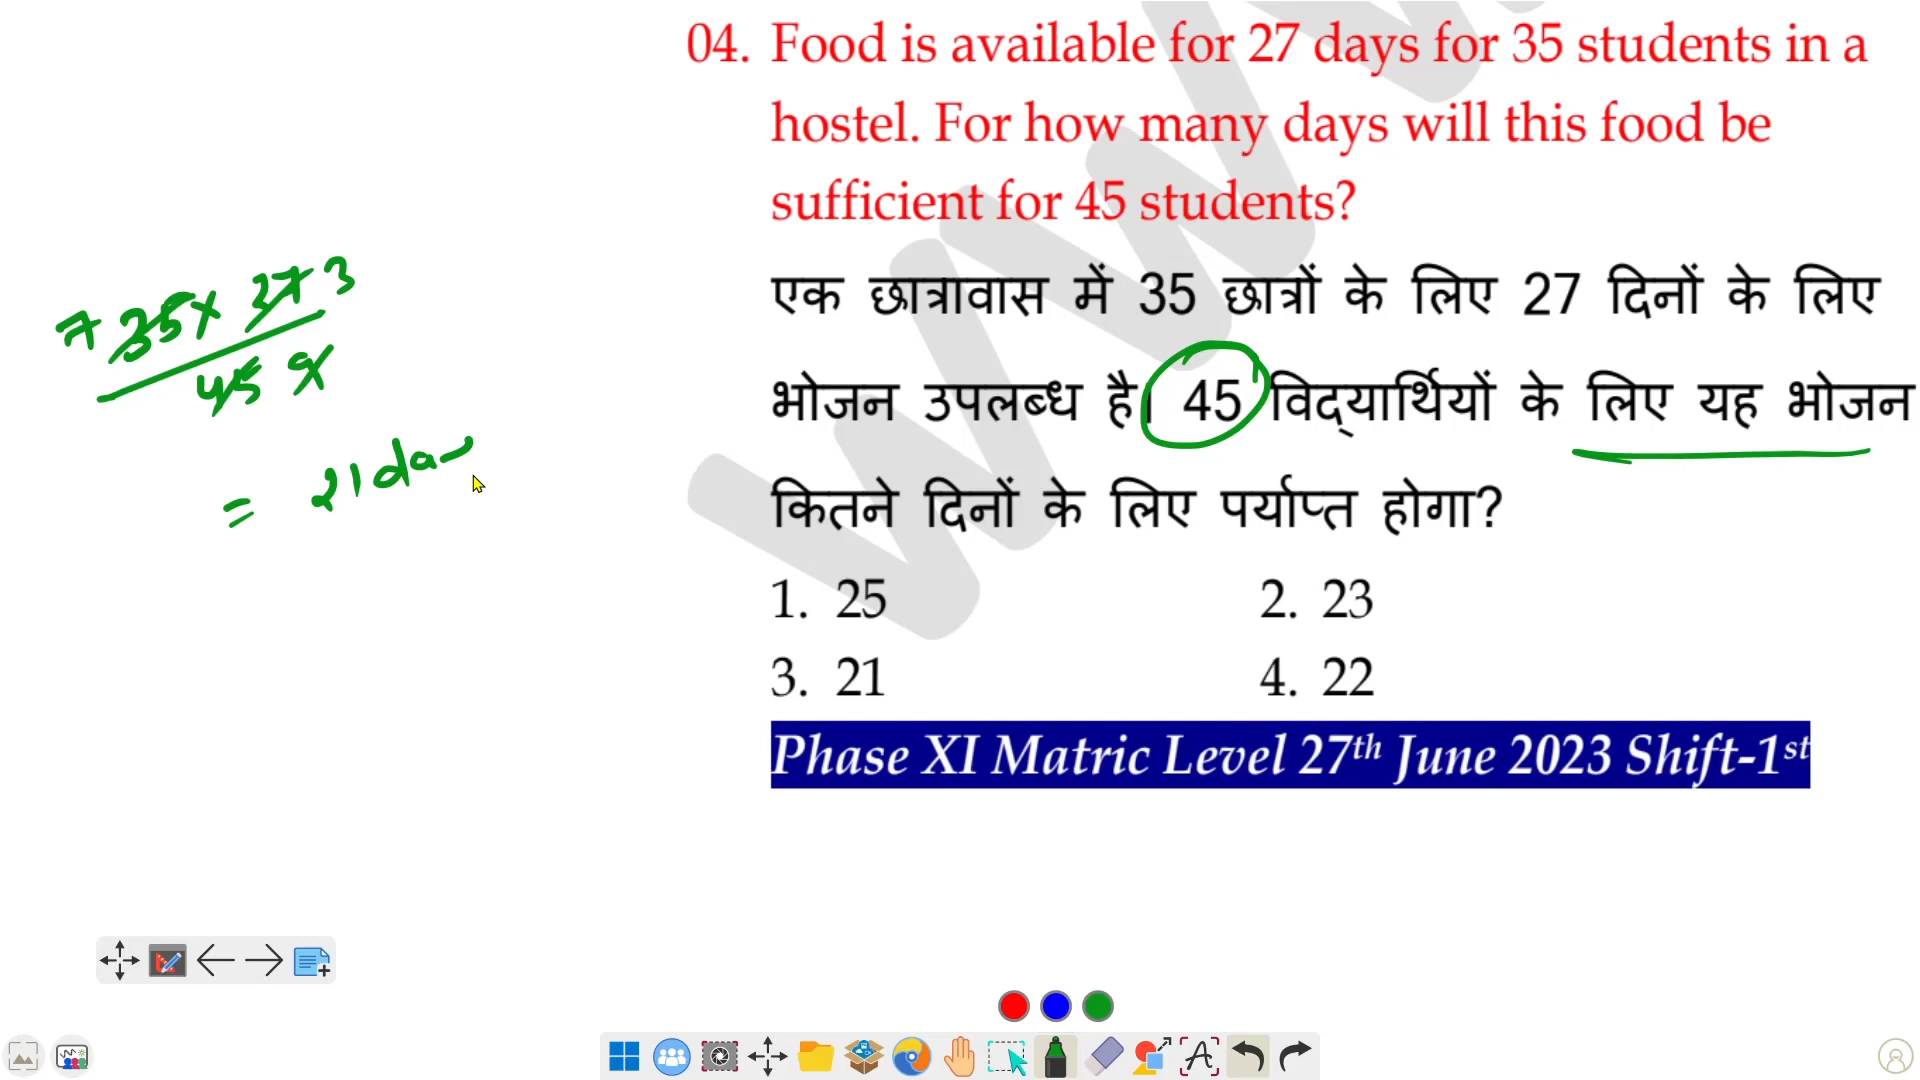 04. Food is available for 27 days for 35 students in a
hostel. For how many days will this food be
sufficient for 45 students?
एक छात्रावास में 35 छात्रों के लिए 27 दिनों के लिए
भोजन उपलब्ध है। 45 विद्यार्थियों के लिए यह भोजन
कितने दिनों के लिए पर्याप्त होगा?
1. 25 2. 23
3. 21 4. 22
Phase XI Matric Level 27th June 2023 Shift-1st
7 35 x 27 3
45 9
= 21